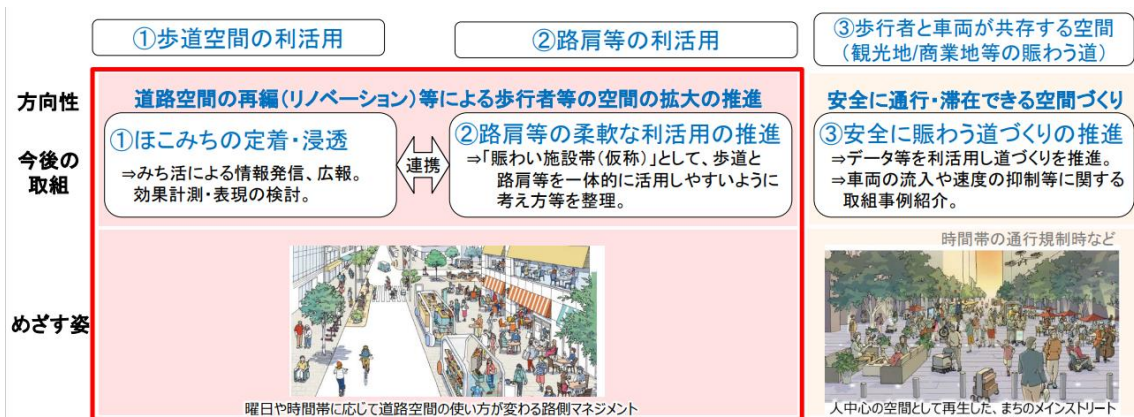 ①歩道空間の利活用
②路肩等の利活用
③歩行者と車両が共存する空間
(観光地/商業地等の賑わう道)
方向性
道路空間の再編(リノベーション)等による歩行者等の空間の拡大の推進
安全に通行・滞在できる空間づくり
今後の
取組
①ほこみちの定着・浸透
⇒みち活による情報発信、広報。
効果計測・表現の検討。
連携
②路肩等の柔軟な利活用の推進
⇒「賑わい施設帯(仮称)」として、歩道と
路肩等を一体的に活用しやすいように
考え方等を整理。
③安全に賑わう道づくりの推進
⇒データ等を利活用し道づくりを推進。
⇒車両の流入や速度の抑制等に関する
取組事例紹介。
めざす姿
曜日や時間帯に応じて道路空間の使い方が変わる路側マネジメント
時間帯の通行規制時など
人中心の空間として再生した、まちのメインストリート